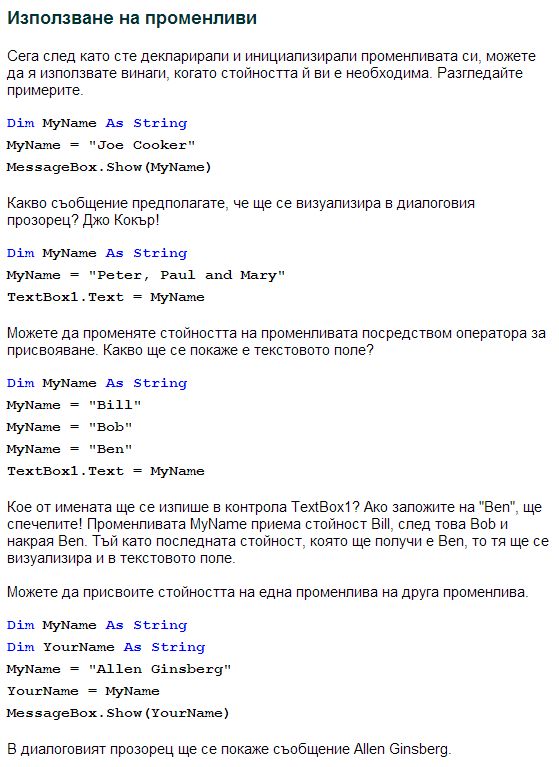 Използване на променливи
Сега след като сте декларирали и инициализирали променливата си, можете
да я използвате винаги, когато стойността й ви е необходима. Разгледайте
примерите.
Dim MyName As String
MyName = "Joe Cooker"
MessageBox.Show(MyName)
Какво съобщение предполагате, че ще се визуализира в диалоговия
прозорец? Джо Кокър!
Dim MyName As String
MyName = "Peter, Paul and Mary"
TextBox1.Text = MyName
Можете да променяте стойността на променливата посредством оператора за
присвояване. Какво ще се покаже е текстовото поле?
Dim MyName As String
MyName = "Bill"
MyName = "Bob"
MyName = "Ben"
TextBox1.Text = MyName
Кое от имената ще се изпише в контрола TextBox1? Ако заложите на "Ben", ще
спечелите! Променливата MyName приема стойност Bill, след това Bob и
накрая Ben. Тъй като последната стойност, която ще получи е Ben, то тя ще се
визуализира и в текстовото поле.
Можете да присвоите стойността на една променлива на друга променлива.
Dim MyName As String
Dim YourName As String
MyName = "Allen Ginsberg"
YourName = MyName
MessageBox.Show(YourName)
В диалоговият прозорец ще се покаже съобщение Allen Ginsberg.